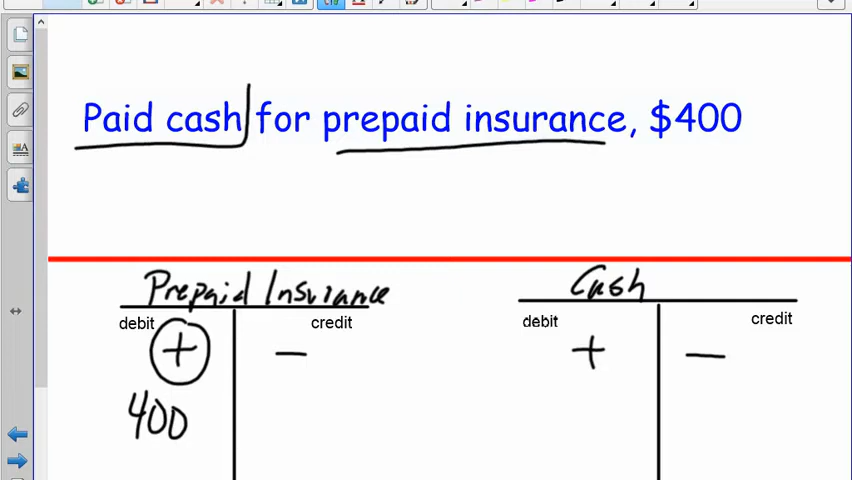 Paid cash for prepaid insurance, $400
Prepaid Insurance
Cash
debit
credit
debit
credit
+
−
+
−
400